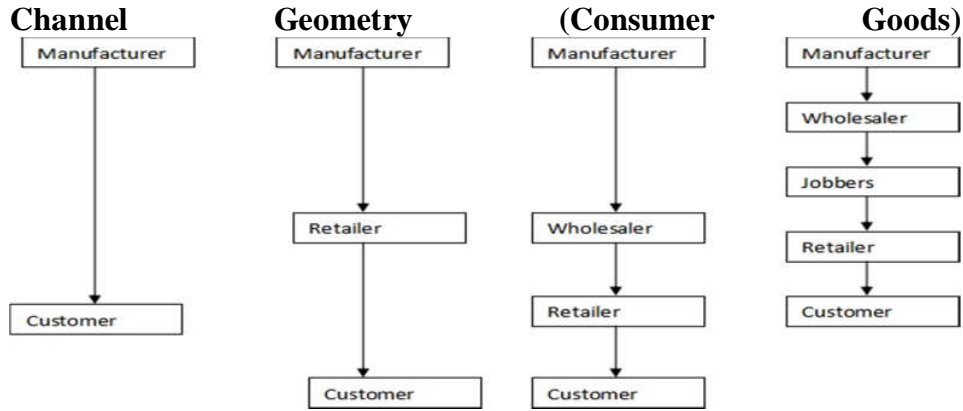 Channel Geometry (Consumer Goods)
Manufacturer
Customer
Manufacturer
Retailer
Customer
Manufacturer
Wholesaler
Retailer
Customer
Manufacturer
Wholesaler
Jobbers
Retailer
Customer